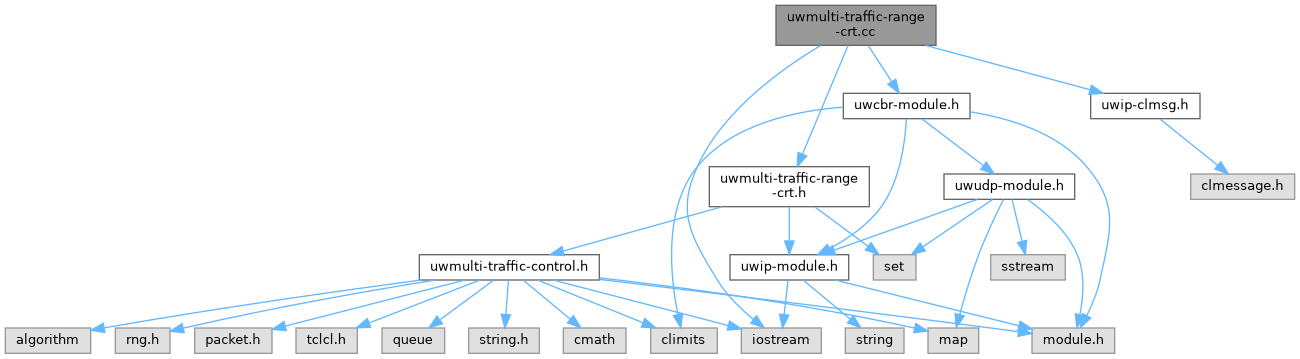 uwmulti-traffic-range
-crt.cc
uwcbr-module.h
uwip-clmsg.h
uwmulti-traffic-range
-crt.h
uwudp-module.h
clmessage.h
uwmulti-traffic-control.h
uwip-module.h
set
sstream
algorithm
rng.h
packet.h
tclcl.h
queue
string.h
cmath
climits
iostream
string
map
module.h